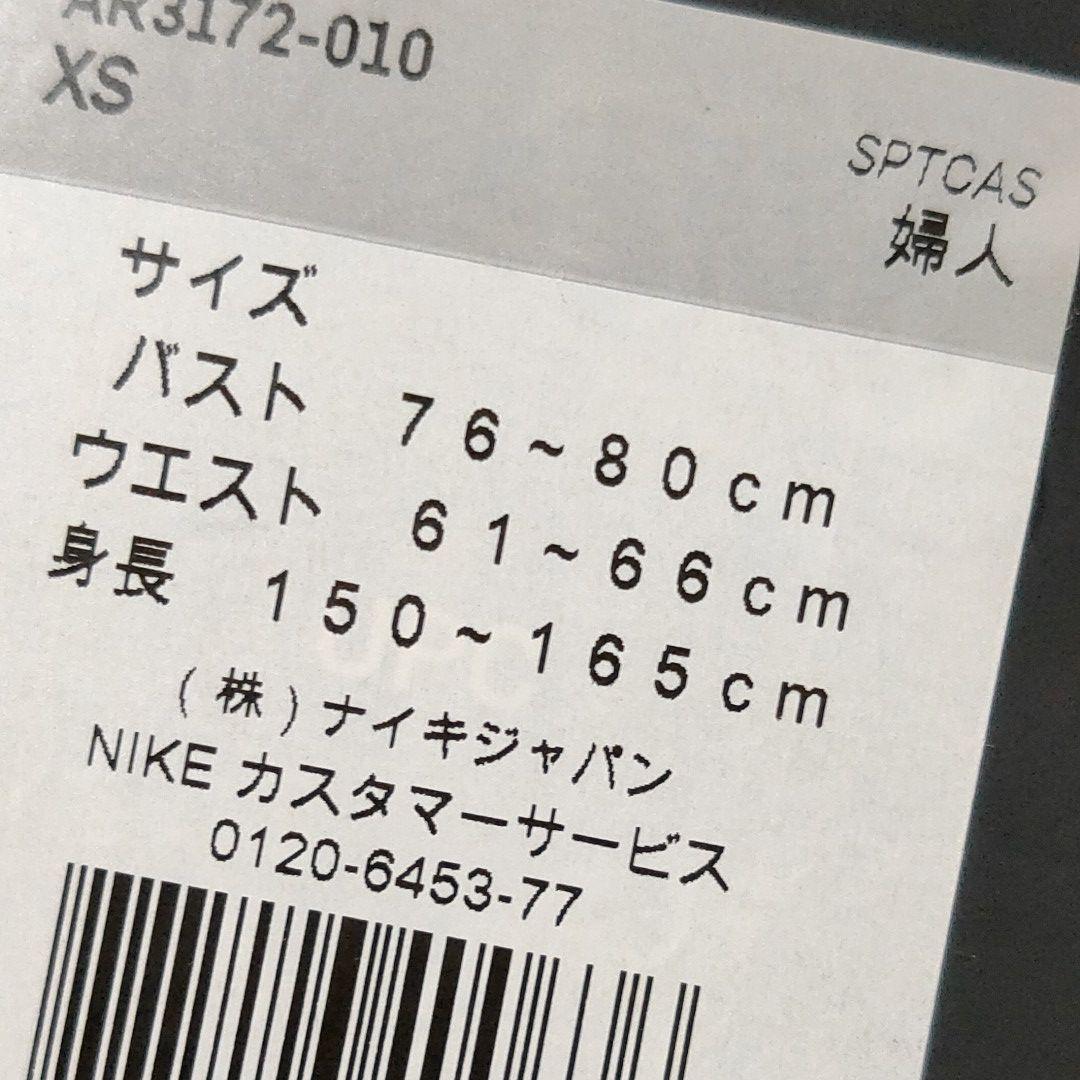 AR3172-010
XS
SPTCAS
婦人
サイズ
バスト 76~80cm
ウエスト 61~66cm
身長 150~165cm
(株)ナイキジャパン
NIKE カスタマーサービス
0120-6453-77